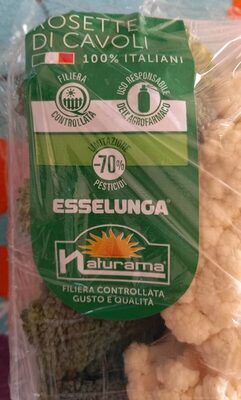 ROSETTE
DI CAVOLI
100% ITALIANI
FILIERA
CONTROLLATA
USO RESPONSABILE
DELL'AGROFARMACO
LIMITAZIONE
-70%
PESTICIDI
ESSELUNGA®
Naturama®
FILIERA CONTROLLATA
GUSTO E QUALITÀ